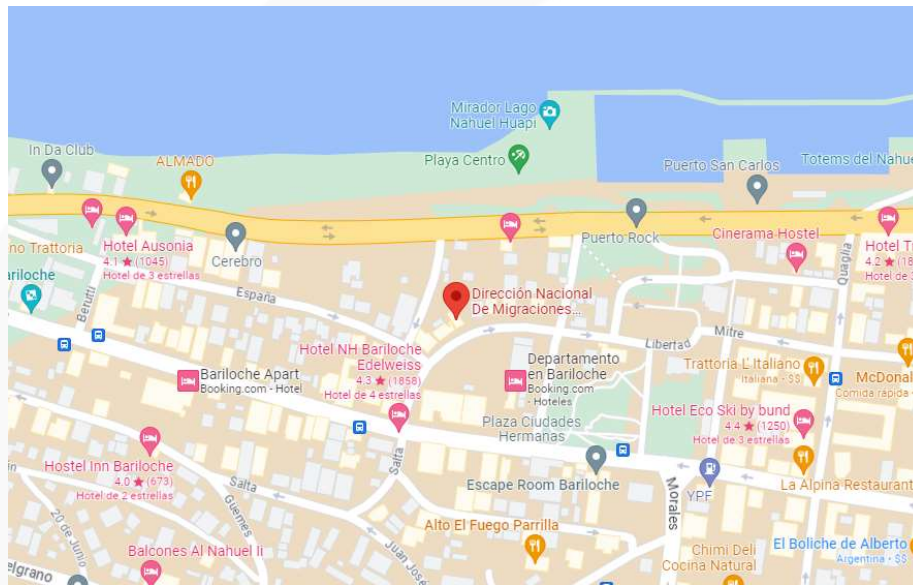 Mirador Lago
Nahuel Huapi
In Da Club
ALMADO
Playa Centro
Puerto San Carlos
Totems del Nahue
Hotel Ausonia
4.1 ★ (1045)
Hotel de 3 estrellas
Cerebro
Puerto Rock
Cinerama Hostel
Quaglia
Hotel T
4.2 ★ (18
Hotel de 3
no Trattoria
ariloche
Berutti
España
Dirección Nacional
De Migraciones...
Libertad
Mitre
Hotel NH Bariloche
Edelweiss
4.3 ★ (1858)
Hotel de 4 estrellas
Bariloche Apart
Booking.com - Hotel
Departamento
en Bariloche
Booking.com
- Hoteles
Trattoria L'Italiano
Italiana • $$
McDonal
Comida rápida •
Plaza Ciudades
Hermanas
Hotel Eco Ski by bund
4.4 ★ (1250)
Hotel de 3 estrellas
Hostel Inn Bariloche
4.0 ★ (673)
Hotel de 2 estrellas
Salta
Salta
Guemes
Escape Room Bariloche
Morales
YPF
La Alpina Restaurant
20 de Junio
Alto El Fuego Parrilla
Juan José
Balcones Al Nahuel Ii
elgrano
Chimi Deli
Cocina Natural
El Boliche de Alberto
Argentina • $$